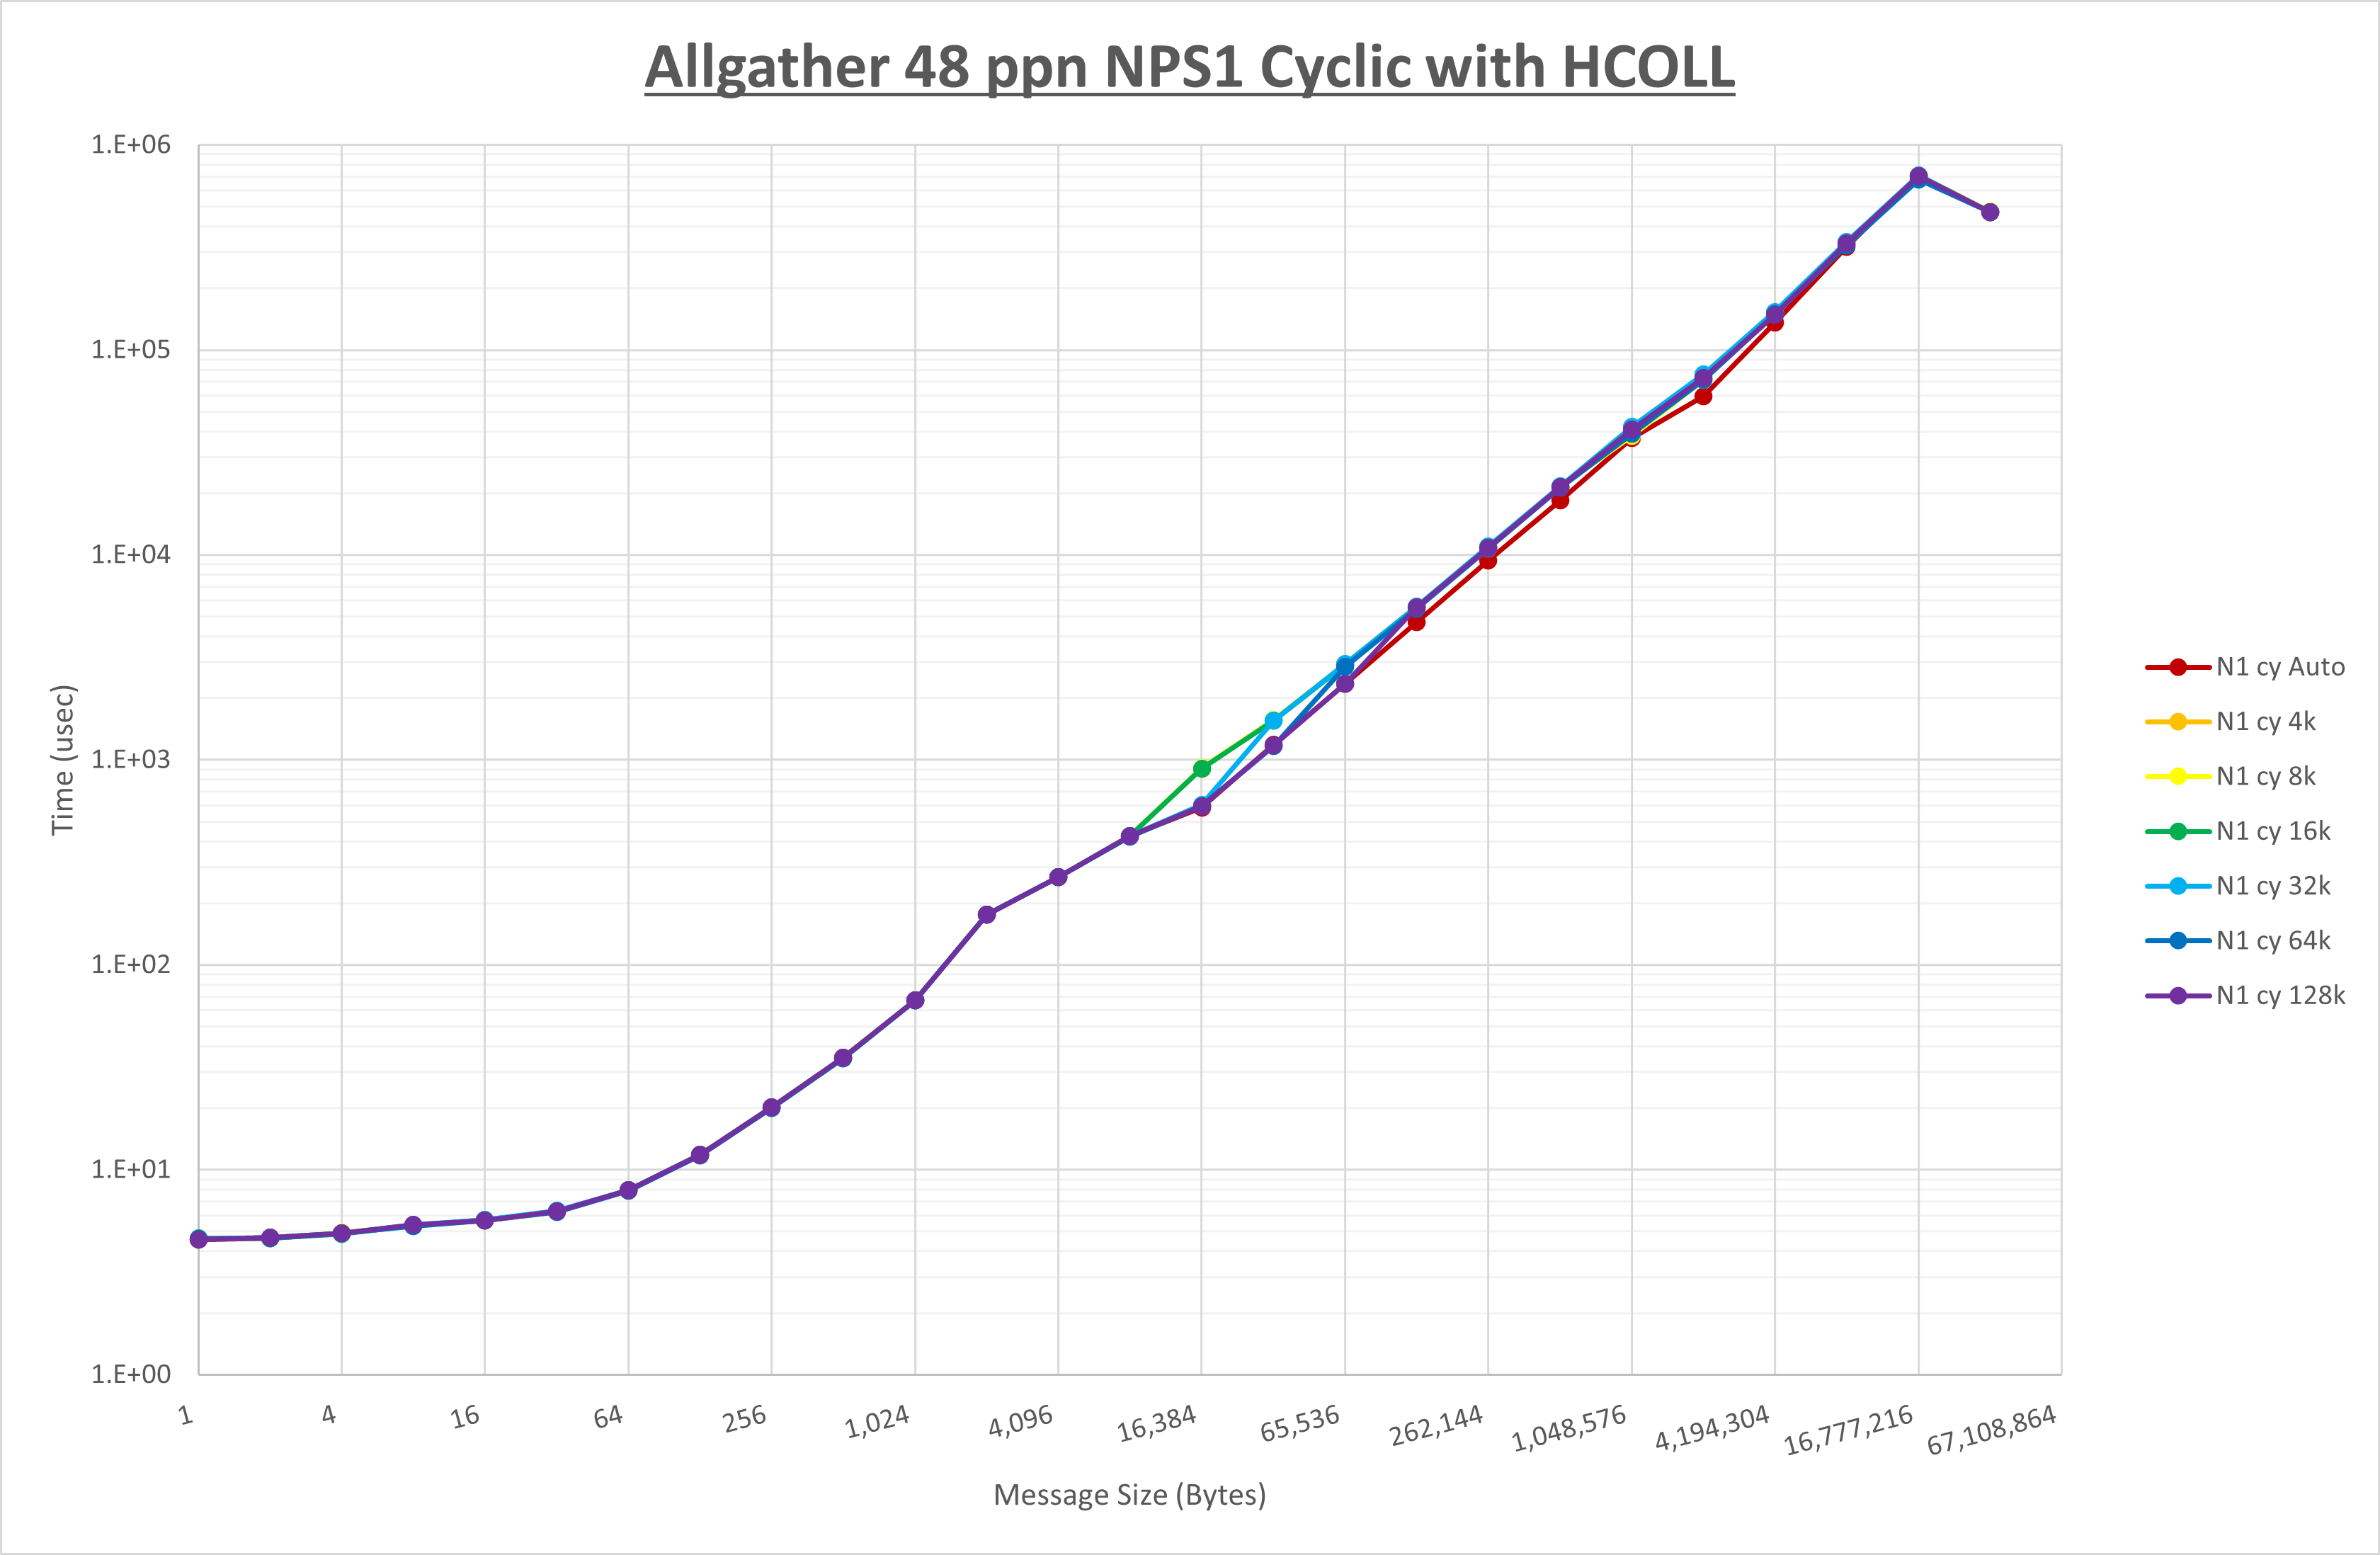 Allgather 48 ppn NPS1 Cyclic with HCOLL
1.E+06
1.E+05
1.E+04
1.E+03
1.E+02
1.E+01
1.E+00
Time (usec)
1
4
16
64
256
1,024
4,096
16,384
65,536
262,144
1,048,576
4,194,304
16,777,216
67,108,864
Message Size (Bytes)
N1 cy Auto
N1 cy 4k
N1 cy 8k
N1 cy 16k
N1 cy 32k
N1 cy 64k
N1 cy 128k